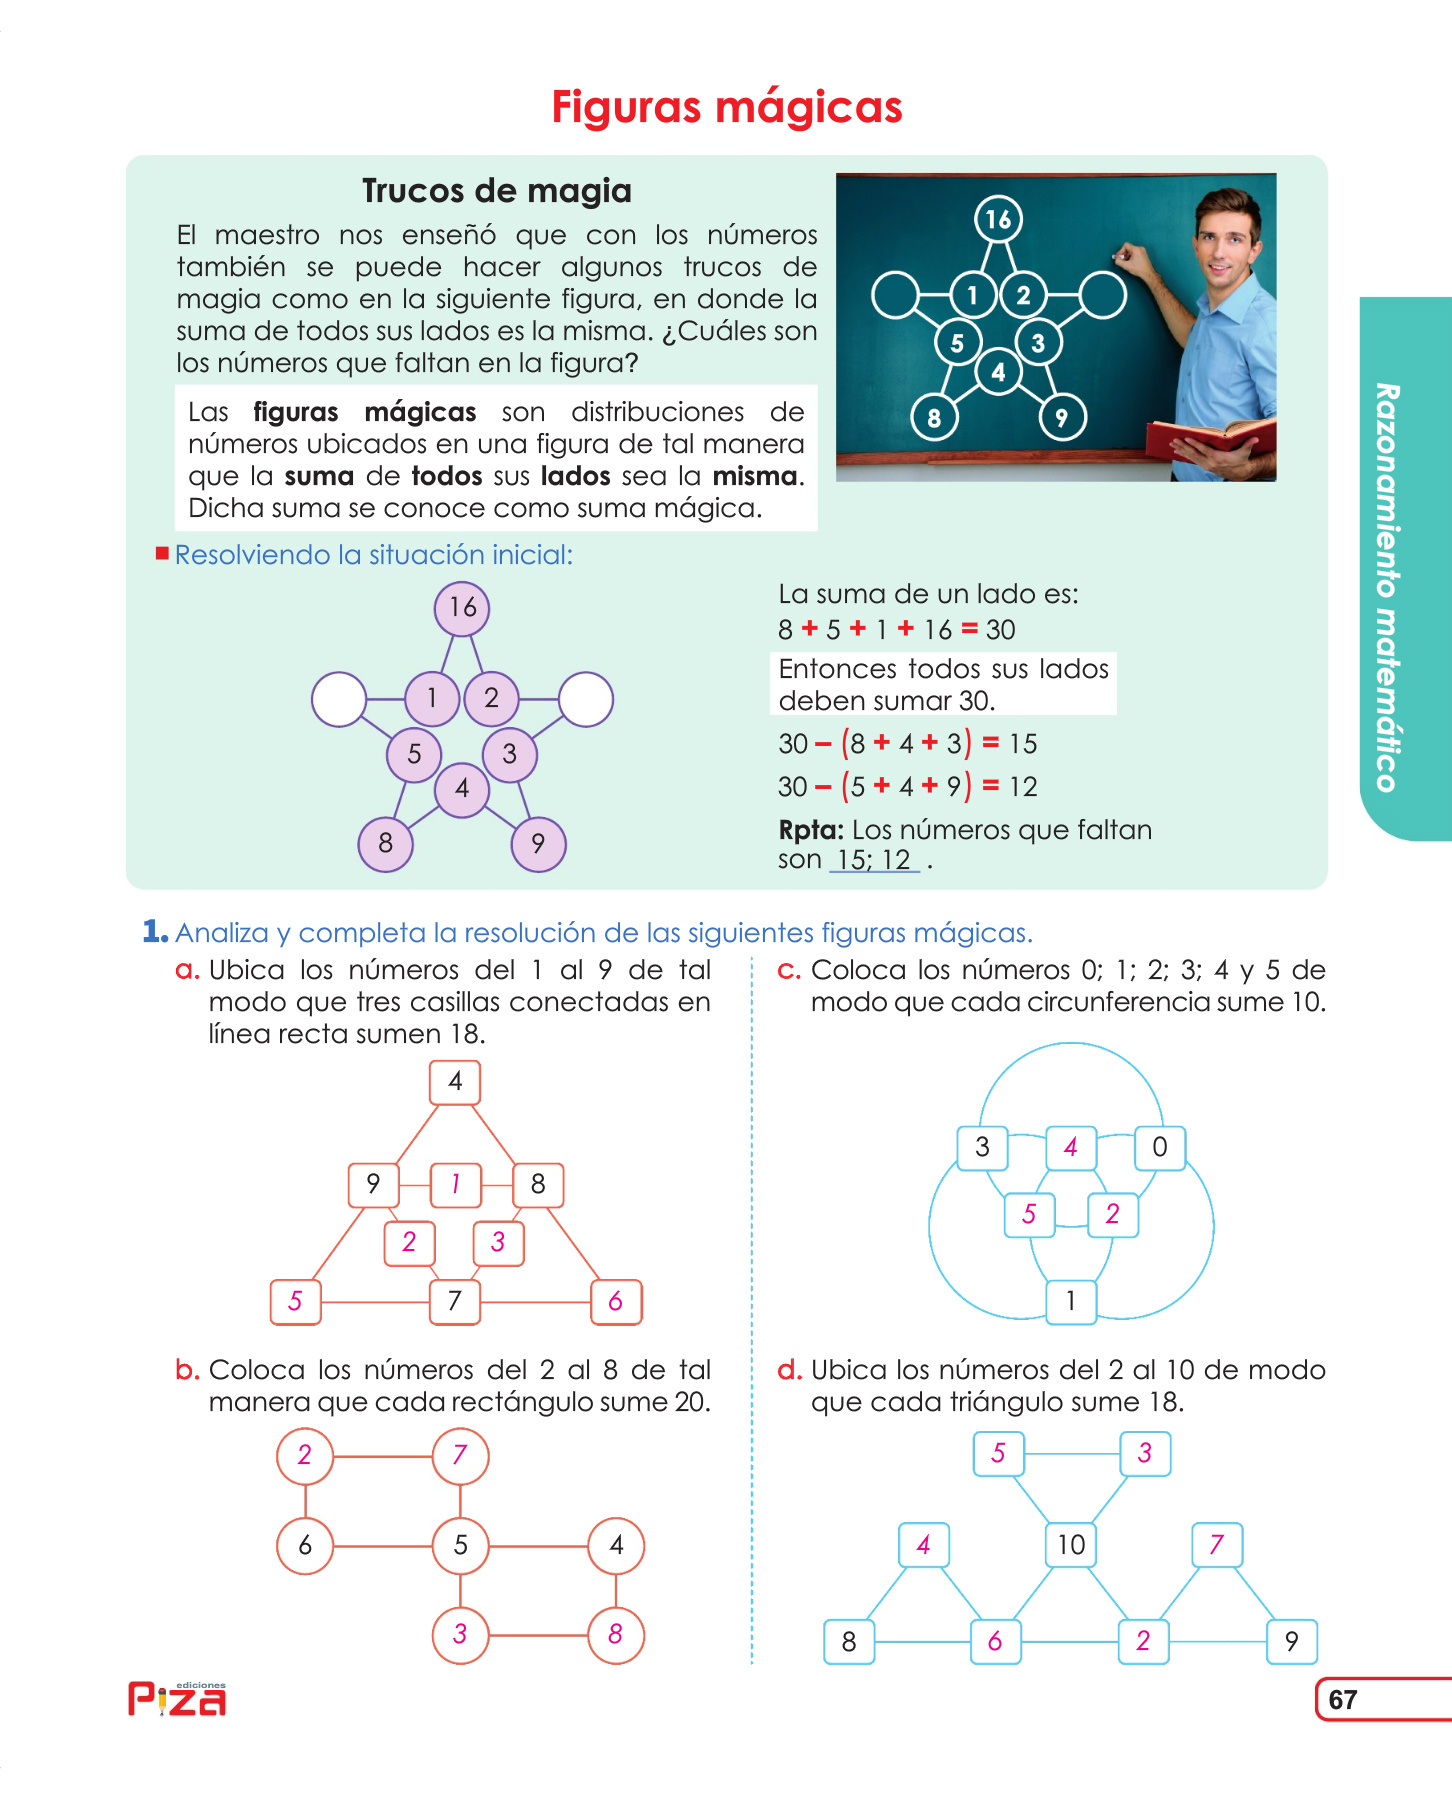 Figuras mágicas
Trucos de magia
El maestro nos enseñó que con los números
también se puede hacer algunos trucos de
magia como en la siguiente figura, en donde la
suma de todos sus lados es la misma. ¿Cuáles son
los números que faltan en la figura?
16
1 2
5 3
4
8 9
Las figuras mágicas son distribuciones de
números ubicados en una figura de tal manera
que la suma de todos sus lados sea la misma.
Dicha suma se conoce como suma mágica.
Resolviendo la situación inicial:
16
1 2
5 3
4
8 9
La suma de un lado es:
8 + 5 + 1 + 16 = 30
Entonces todos sus lados
deben sumar 30.
30 – (8 + 4 + 3) = 15
30 – (5 + 4 + 9) = 12
Rpta: Los números que faltan
son 15; 12 .
Razonamiento matemático
1. Analiza y completa la resolución de las siguientes figuras mágicas.
a. Ubica los números del 1 al 9 de tal
modo que tres casillas conectadas en
línea recta sumen 18.
4
9 1 8
2 3
5 7 6
b. Coloca los números del 2 al 8 de tal
manera que cada rectángulo sume 20.
2 7
6 5 4
3 8
c. Coloca los números 0; 1; 2; 3; 4 y 5 de
modo que cada circunferencia sume 10.
3 4 0
5 2
1
d. Ubica los números del 2 al 10 de modo
que cada triángulo sume 18.
5 3
4 10 7
8 6 2 9
ediciones
Piza
67